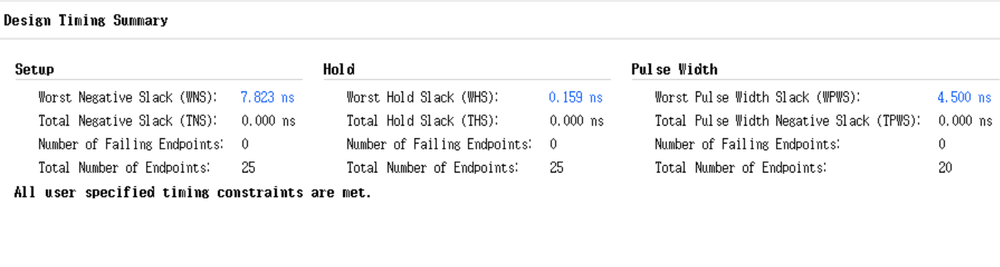 Design Timing Summary
Setup
Worst Negative Slack (WNS): 7.823 ns
Total Negative Slack (TNS): 0.000 ns
Number of Failing Endpoints: 0
Total Number of Endpoints: 25
Hold
Worst Hold Slack (WHS): 0.159 ns
Total Hold Slack (THS): 0.000 ns
Number of Failing Endpoints: 0
Total Number of Endpoints: 25
Pulse Width
Worst Pulse Width Slack (WPWS): 4.500 ns
Total Pulse Width Negative Slack (TPWS): 0.000 ns
Number of Failing Endpoints: 0
Total Number of Endpoints: 20
All user specified timing constraints are met.